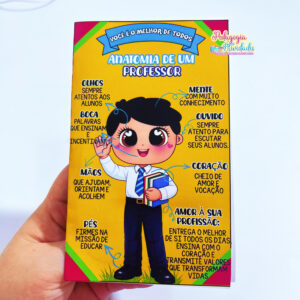 Pedagogia
Criatividade
VOCÊ É O MELHOR DE TODOS
ANATOMIA DE UM
PROFESSOR
OLHOS
SEMPRE
ATENTOS AOS
ALUNOS
BOCA
PALAVRAS
QUE ENSINAM
E
INCENTIVAM
MÃOS
QUE AJUDAM,
ORIENTAM E
ACOLHEM
PÉS
FIRMES NA
MISSÃO DE
EDUCAR
MENTE
COM MUITO
CONHECIMENTO
OUVIDO
SEMPRE
ATENTO PARA
ESCUTAR
SEUS ALUNOS.
CORAÇÃO
CHEIO DE
AMOR E
VOCAÇÃO
AMOR À SUA
PROFISSÃO:
ENTREGA O MELHOR
DE SI TODOS OS DIAS,
ENSINA COM O
CORAÇÃO E
TRANSMITE VALORES
QUE TRANSFORMAM
VIDAS.